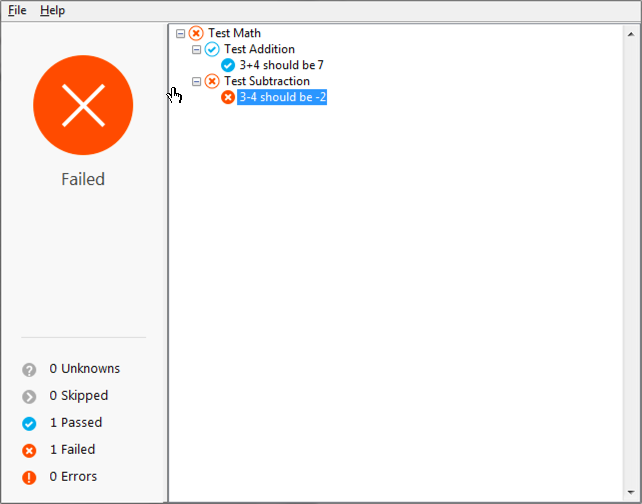 File Help
Test Math
Test Addition
3+4 should be 7
Test Subtraction
3-4 should be -2
Failed
0 Unknowns
0 Skipped
1 Passed
1 Failed
0 Errors